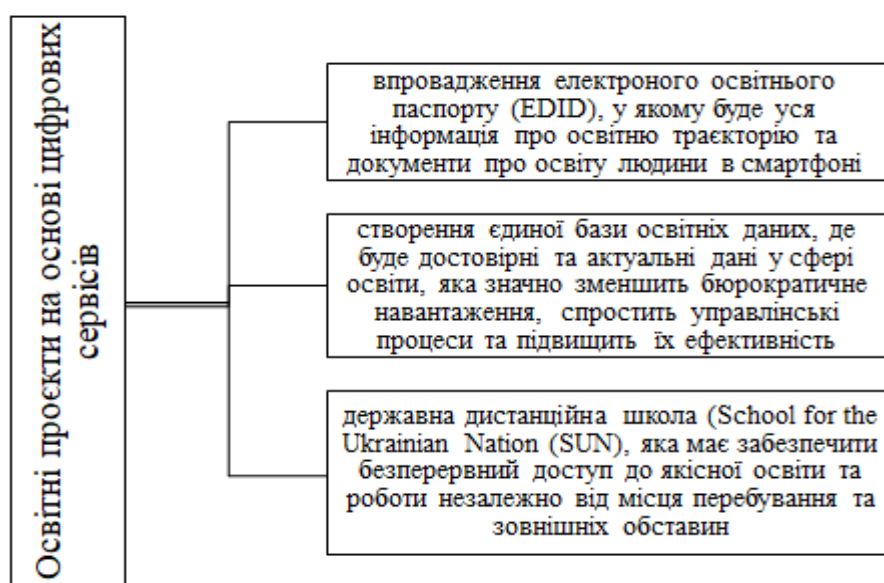 Освітні проєкти на основі цифрових
сервісів
впровадження електроного освітнього
паспорту (EDID), у якому буде уся
інформація про освітню траєкторію та
документи про освіту людини в смартфоні
створення єдиної бази освітніх даних, де
буде достовірні та актуальні дані у сфері
освіти, яка значно зменшить бюрократичне
навантаження, спростить управлінські
процеси та підвищить їх ефективність
державна дистанційна школа (School for the
Ukrainian Nation (SUN), яка має забезпечити
безперервний доступ до якісної освіти та
роботи незалежно від місця перебування та
зовнішніх обставин